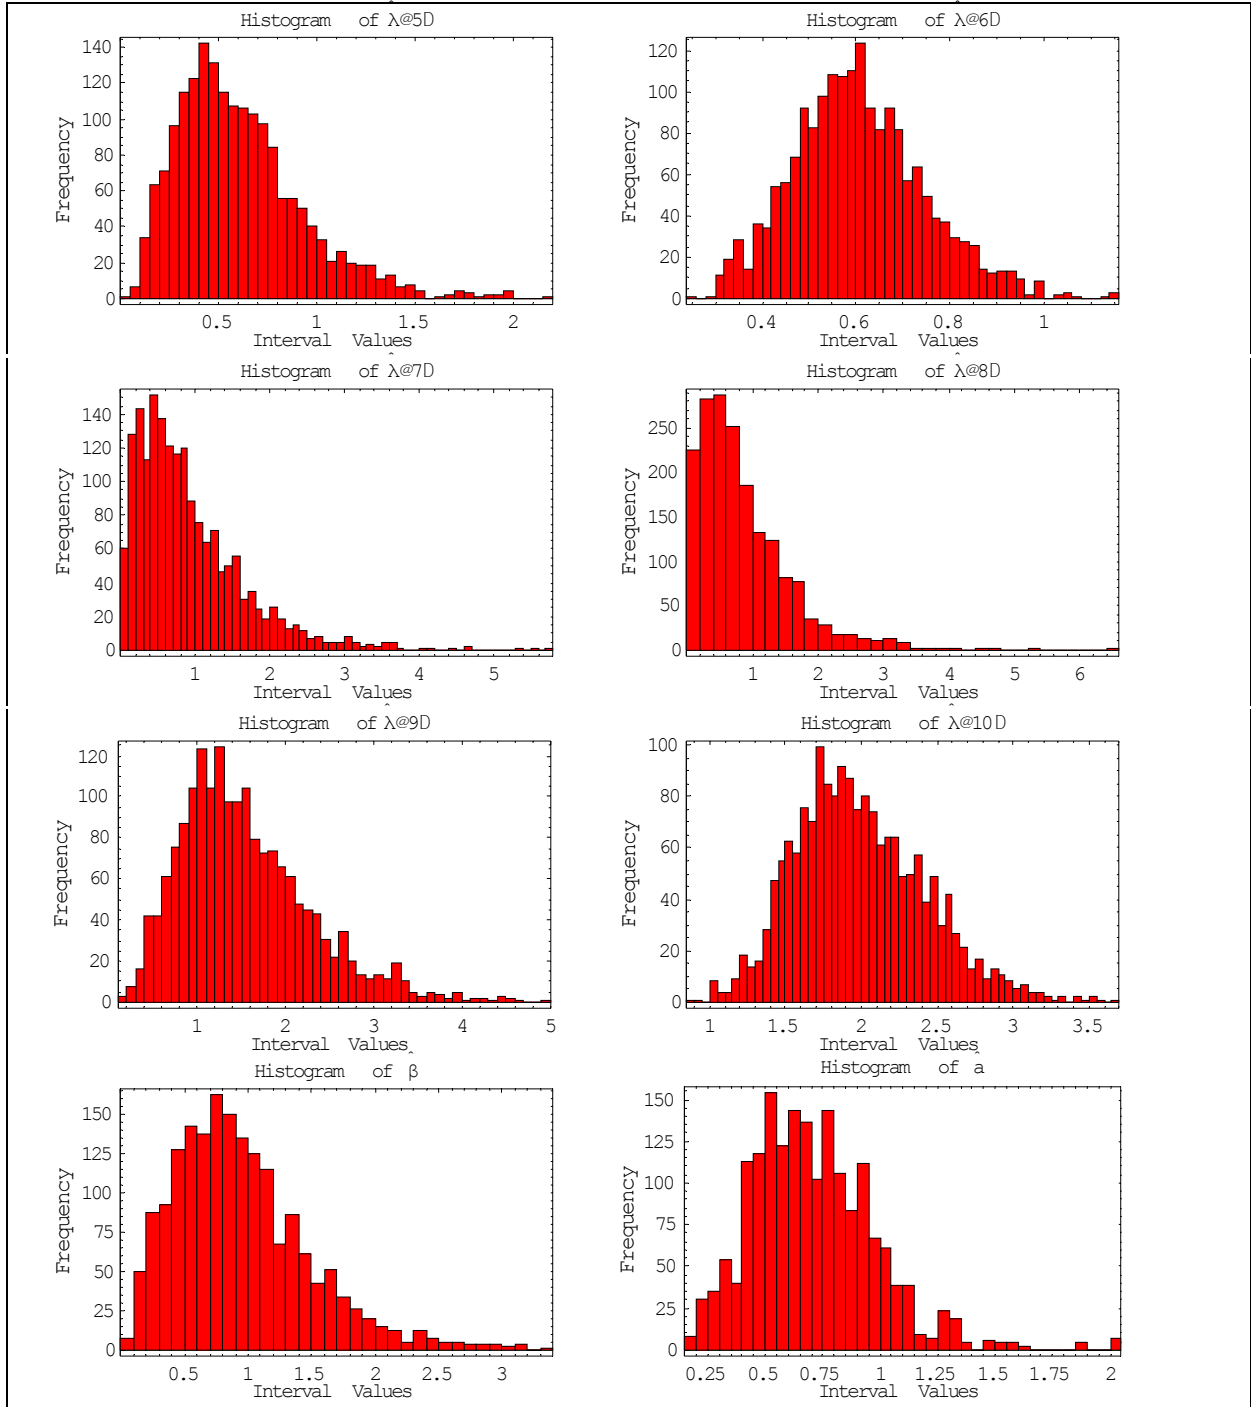 Histogram of λ̂@5D
Frequency
140
120
100
80
60
40
20
0
0.5 1 1.5 2
Interval Values
Histogram of λ̂@6D
Frequency
120
100
80
60
40
20
0
0.4 0.6 0.8 1
Interval Values
Histogram of λ̂@7D
Frequency
140
120
100
80
60
40
20
0
1 2 3 4 5
Interval Values
Histogram of λ̂@8D
Frequency
250
200
150
100
50
0
1 2 3 4 5 6
Interval Values
Histogram of λ̂@9D
Frequency
120
100
80
60
40
20
0
1 2 3 4 5
Interval Values
Histogram of λ̂@10D
Frequency
100
80
60
40
20
0
1 1.5 2 2.5 3 3.5
Interval Values
Histogram of β̂
Frequency
150
125
100
75
50
25
0
0.5 1 1.5 2 2.5 3
Interval Values
Histogram of â
Frequency
150
125
100
75
50
25
0
0.25 0.5 0.75 1 1.25 1.5 1.75 2
Interval Values